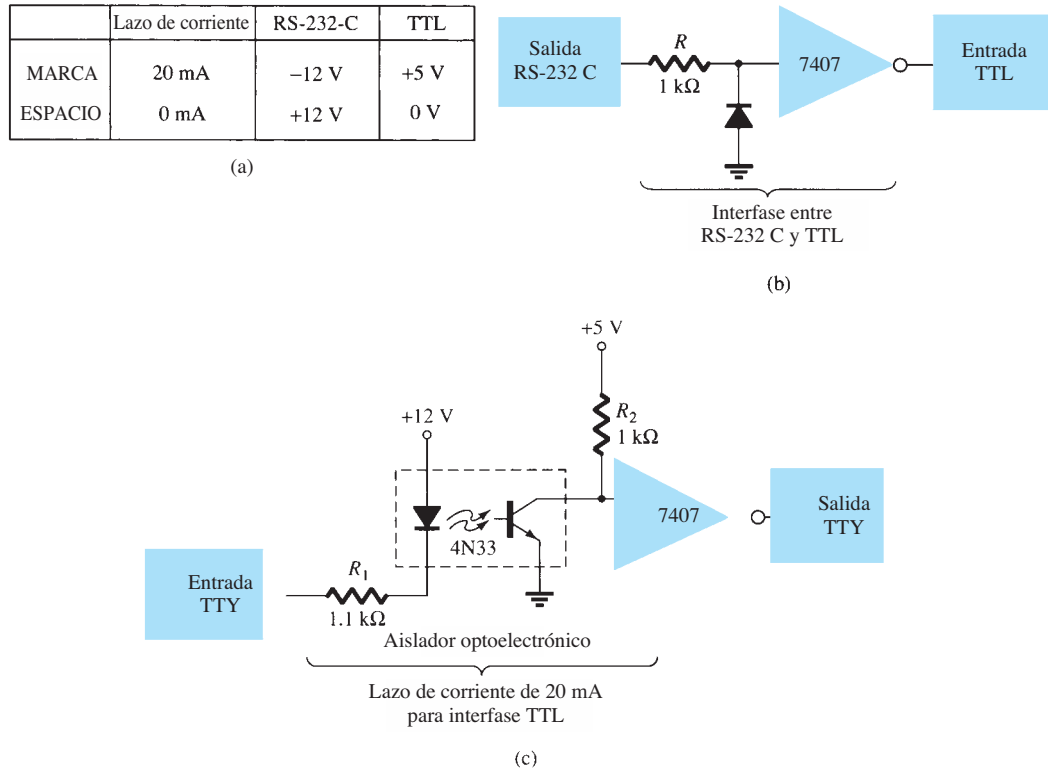 Lazo de corriente RS-232-C TTL
MARCA 20 mA −12 V +5 V
ESPACIO 0 mA +12 V 0 V
(a)
Salida
RS-232 C
R
1 kΩ
7407
Entrada
TTL
Interfase entre
RS-232 C y TTL
(b)
+5 V
R2
1 kΩ
+12 V
4N33
7407
Salida
TTY
Entrada
TTY
R1
1.1 kΩ
Aislador optoelectrónico
Lazo de corriente de 20 mA
para interfase TTL
(c)